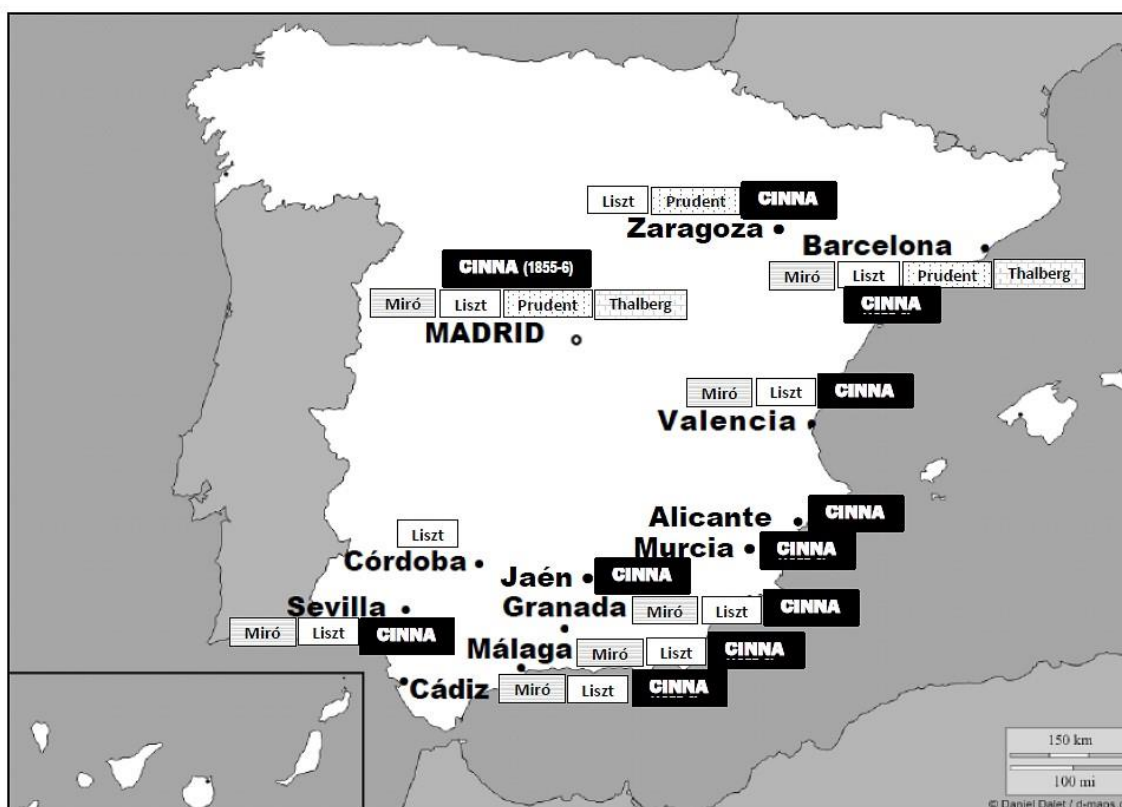 Liszt Prudent CINNA
Zaragoza
Barcelona
CINNA (1855-6)
Miró Liszt Prudent Thalberg
CINNA
Miró Liszt Prudent Thalberg
MADRID
Miró Liszt CINNA
Valencia
Alicante CINNA
Murcia CINNA
Liszt
Córdoba
Jaén CINNA
Sevilla
Granada Miró Liszt CINNA
Miró Liszt CINNA
Málaga Miró Liszt CINNA
Cádiz Miró Liszt CINNA
150 km
100 mi
© Daniel Dalet / d-maps.